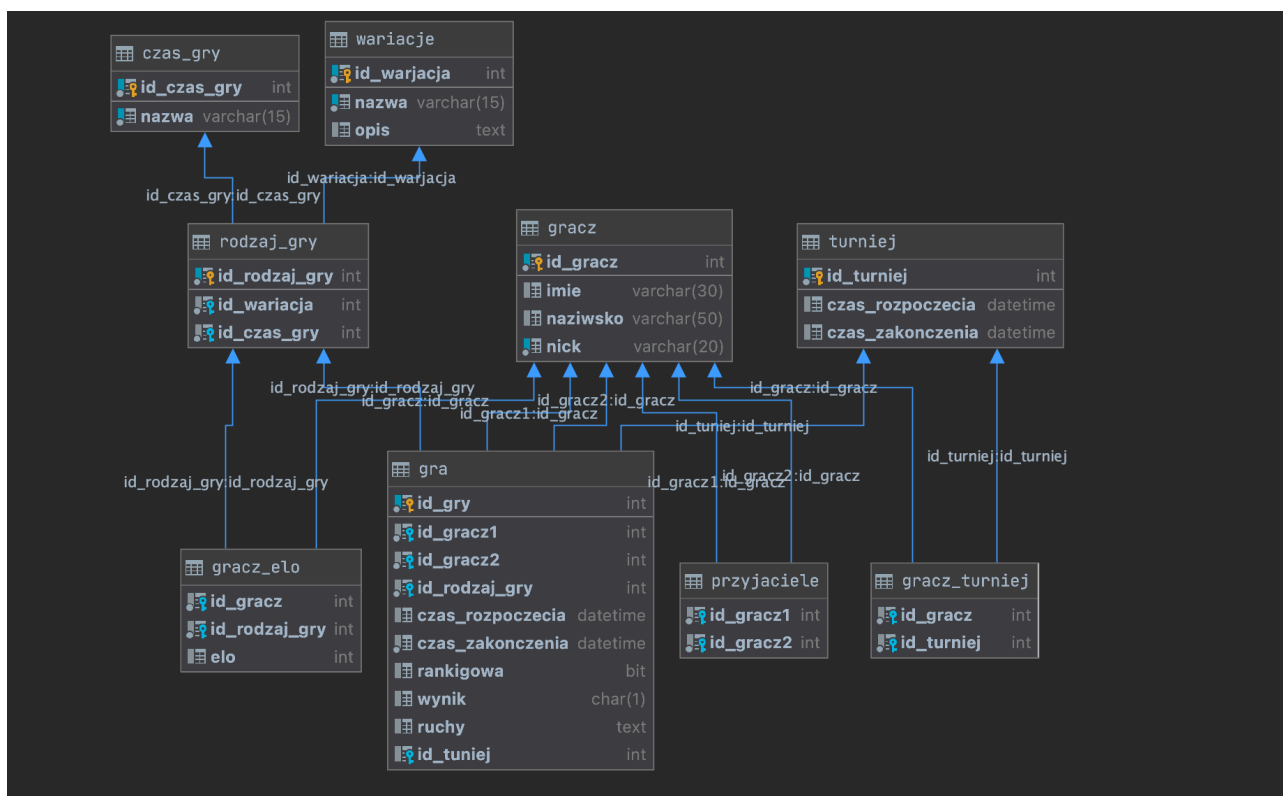 czas_gry
id_czas_gry int
nazwa varchar(15)
wariacje
id_warjacja int
nazwa varchar(15)
opis text
id_wariacja:id_warjacja
id_czas_gry:id_czas_gry
rodzaj_gry
id_rodzaj_gry int
id_wariacja int
id_czas_gry int
gracz
id_gracz int
imie varchar(30)
naziwsko varchar(50)
nick varchar(20)
turniej
id_turniej int
czas_rozpoczecia datetime
czas_zakonczenia datetime
id_rodzaj_gry:id_rodzaj_gry
id_gracz:id_gracz
id_gracz1:id_gracz
id_gracz2:id_gracz
id_gracz:id_gracz
id_tuniej:id_turniej
id_turniej:id_turniej
id_rodzaj_gry:id_rodzaj_gry
id_gracz1:id_gracz
id_gracz2:id_gracz
gra
id_gry int
id_gracz1 int
id_gracz2 int
id_rodzaj_gry int
czas_rozpoczecia datetime
czas_zakonczenia datetime
rankigowa bit
wynik char(1)
ruchy text
id_tuniej int
gracz_elo
id_gracz int
id_rodzaj_gry int
elo int
przyjaciele
id_gracz1 int
id_gracz2 int
gracz_turniej
id_gracz int
id_turniej int